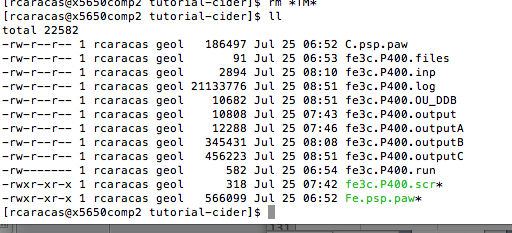 [rcaracas@x5650comp2 tutorial-cider]$ rm *TM*
[rcaracas@x5650comp2 tutorial-cider]$ ll
total 22582
-rw-r--r-- 1 rcaracas geol   186497 Jul 25 06:52 C.psp.paw
-rw-r--r-- 1 rcaracas geol       91 Jul 25 06:53 fe3c.P400.files
-rw-r--r-- 1 rcaracas geol     2894 Jul 25 08:10 fe3c.P400.inp
-rw-r--r-- 1 rcaracas geol 21133776 Jul 25 08:51 fe3c.P400.log
-rw-r--r-- 1 rcaracas geol    10682 Jul 25 08:51 fe3c.P400.OU_DDB
-rw-r--r-- 1 rcaracas geol    10808 Jul 25 07:43 fe3c.P400.output
-rw-r--r-- 1 rcaracas geol    12288 Jul 25 07:46 fe3c.P400.outputA
-rw-r--r-- 1 rcaracas geol   345431 Jul 25 08:08 fe3c.P400.outputB
-rw-r--r-- 1 rcaracas geol   456223 Jul 25 08:51 fe3c.P400.outputC
-rw------- 1 rcaracas geol      582 Jul 25 06:54 fe3c.P400.run
-rwxr-xr-x 1 rcaracas geol      318 Jul 25 07:42 fe3c.P400.scr*
-rwxr-xr-x 1 rcaracas geol   566099 Jul 25 06:52 Fe.psp.paw*
[rcaracas@x5650comp2 tutorial-cider]$